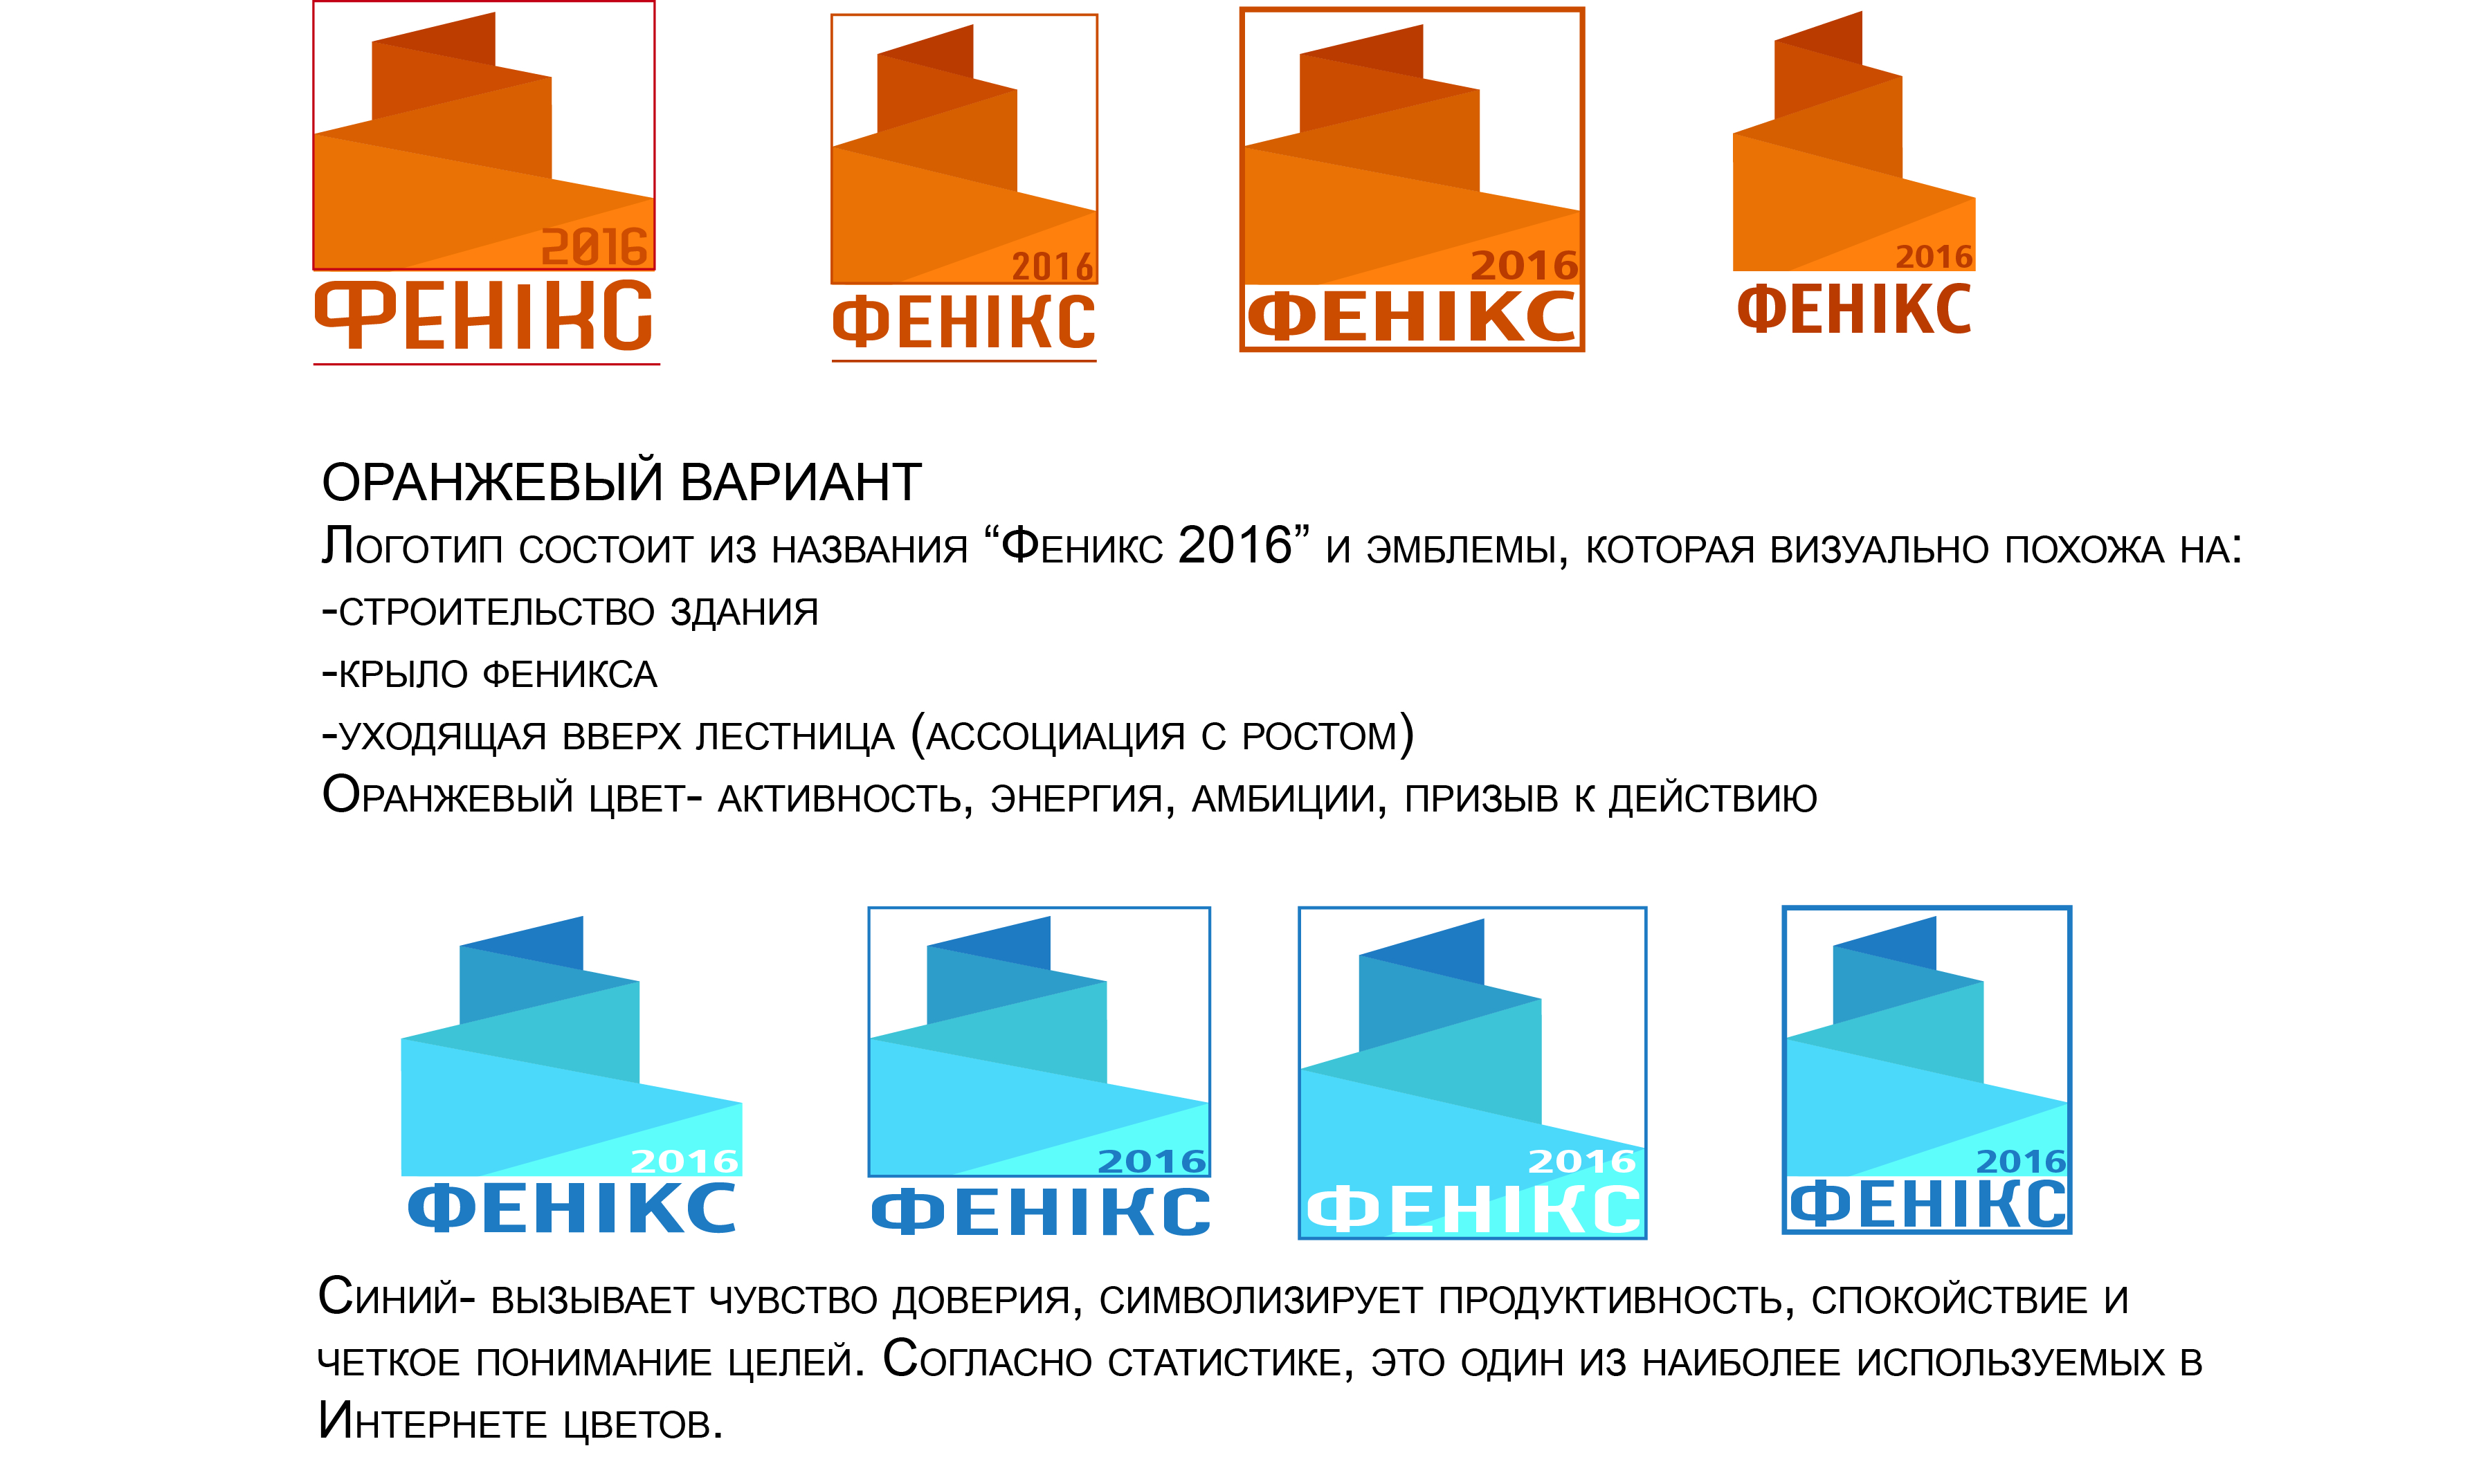 2016 2016 2016 2016
ФЕНІКС ФЕНІКС ФЕНІКС ФЕНІКС
ОРАНЖЕВЫЙ ВАРИАНТ
Логотип состоит из названия “Феникс 2016” и эмблемы, которая визуально похожа на:
-строительство здания
-крыло феникса
-уходящая вверх лестница (ассоциация с ростом)
Оранжевый цвет- активность, энергия, амбиции, призыв к действию
2016 2016 2016 2016
ФЕНІКС ФЕНІКС ФЕНІКС ФЕНІКС
Синий- вызывает чувство доверия, символизирует продуктивность, спокойствие и
четкое понимание целей. Согласно статистике, это один из наиболее используемых в
Интернете цветов.